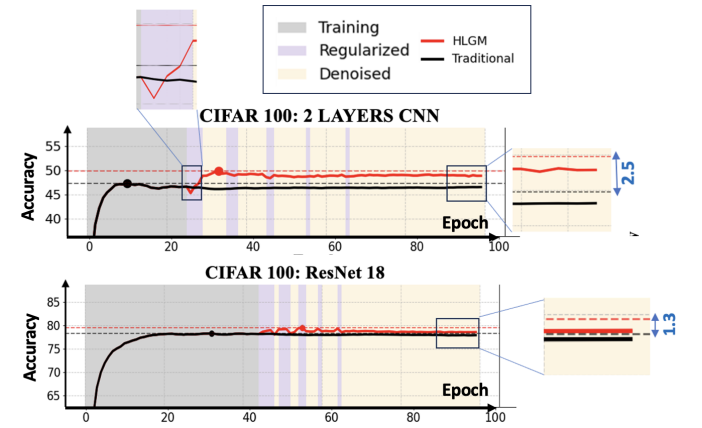 Training
Regularized
Denoised
HLGM
Traditional
CIFAR 100: 2 LAYERS CNN
Accuracy
55
50
45
40
0
20
40
60
80
100
Epoch
2.5
CIFAR 100: ResNet 18
Accuracy
85
80
75
70
65
0
20
40
60
80
100
Epoch
1.3